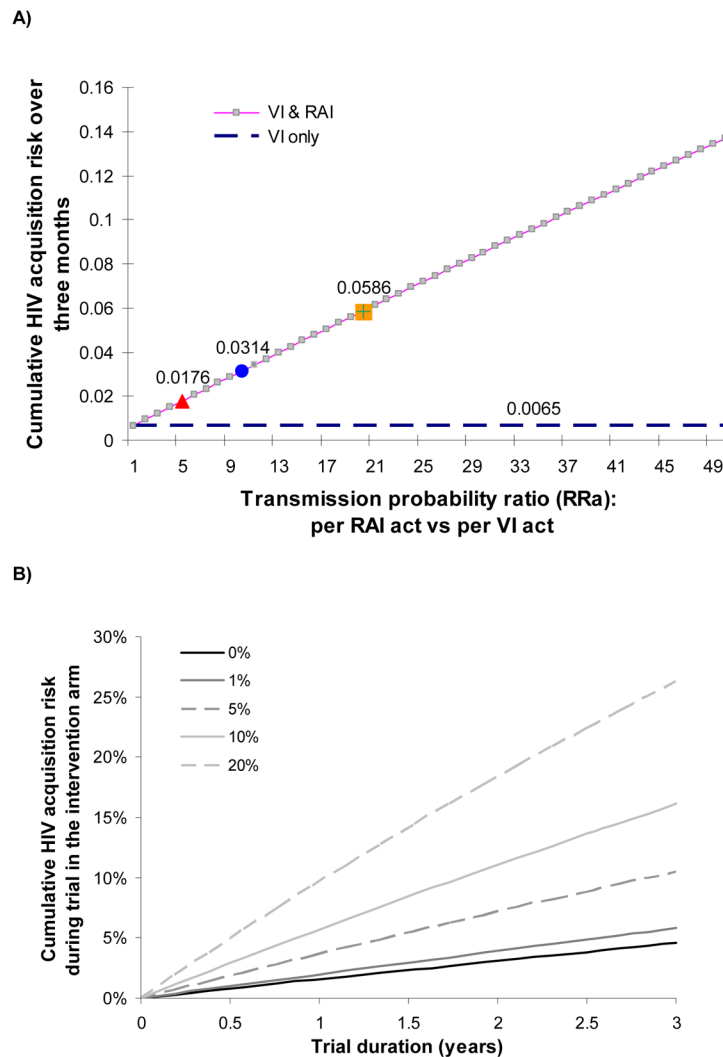 A)
Cumulative HIV acquisition risk over
three months
0.16
0.14
0.12
0.1
0.08
0.06
0.04
0.02
0
VI & RAI
VI only
0.0586
0.0314
0.0176
0.0065
1 5 9 13 17 21 25 29 33 37 41 45 49
Transmission probability ratio (RRa):
per RAI act vs per VI act
B)
Cumulative HIV acquisition risk
during trial in the intervention arm
30%
25%
20%
15%
10%
5%
0%
0%
1%
5%
10%
20%
0 0.5 1 1.5 2 2.5 3
Trial duration (years)